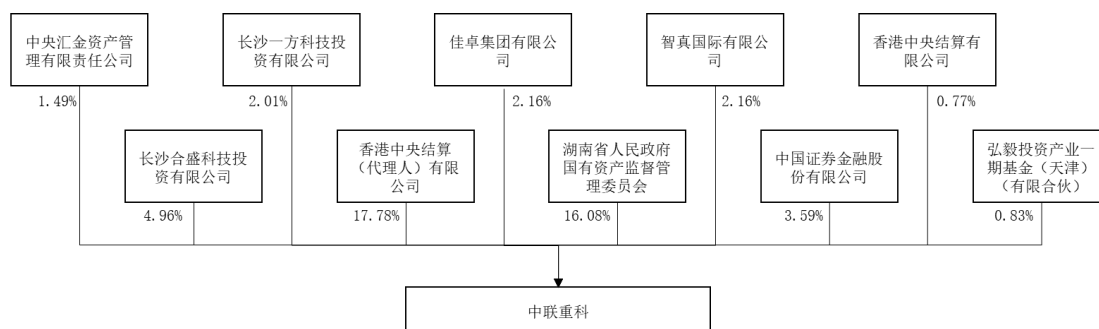 中央汇金资产管
理有限责任公司
长沙一方科技投
资有限公司
佳卓集团有限公
司
智真国际有限公
司
香港中央结算有
限公司
1.49%
2.01%
2.16%
2.16%
0.77%
长沙合盛科技投
资有限公司
香港中央结算
（代理人）有限
公司
湖南省人民政府
国有资产监督管
理委员会
中国证券金融股
份有限公司
弘毅投资产业一
期基金（天津）
（有限合伙）
4.96%
17.78%
16.08%
3.59%
0.83%
中联重科